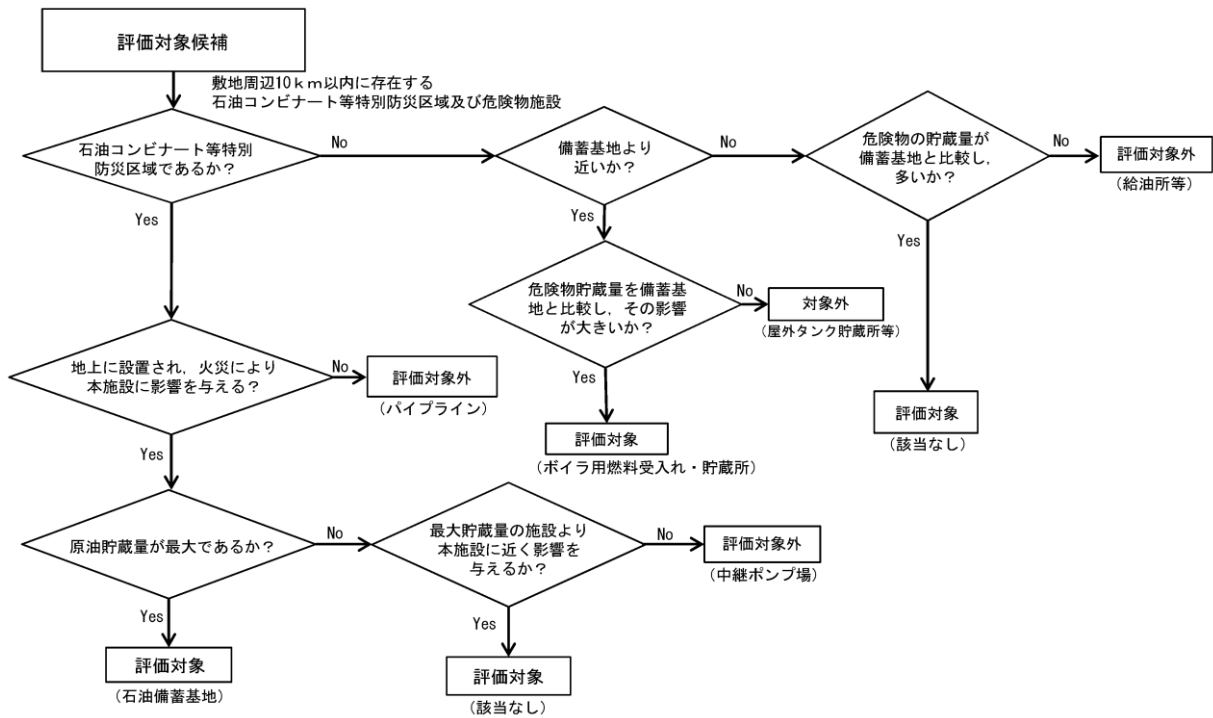 評価対象候補
敷地周辺10km以内に存在する
石油コンビナート等特別防災区域及び危険物施設
石油コンビナート等特別
防災区域であるか?
No
備蓄基地より
近いか?
No
危険物の貯蔵量が
備蓄基地と比較し,
多いか?
No
評価対象外
(給油所等)
Yes
Yes
Yes
危険物貯蔵量を備蓄基
地と比較し,その影響
が大きいか?
No
対象外
(屋外タンク貯蔵所等)
地上に設置され,火災により
本施設に影響を与える?
No
評価対象外
(パイプライン)
Yes
評価対象
(ボイラ用燃料受入れ・貯蔵所)
評価対象
(該当なし)
Yes
原油貯蔵量が最大であるか?
No
最大貯蔵量の施設より
本施設に近く影響を
与えるか?
No
評価対象外
(中継ポンプ場)
Yes
Yes
評価対象
(石油備蓄基地)
評価対象
(該当なし)